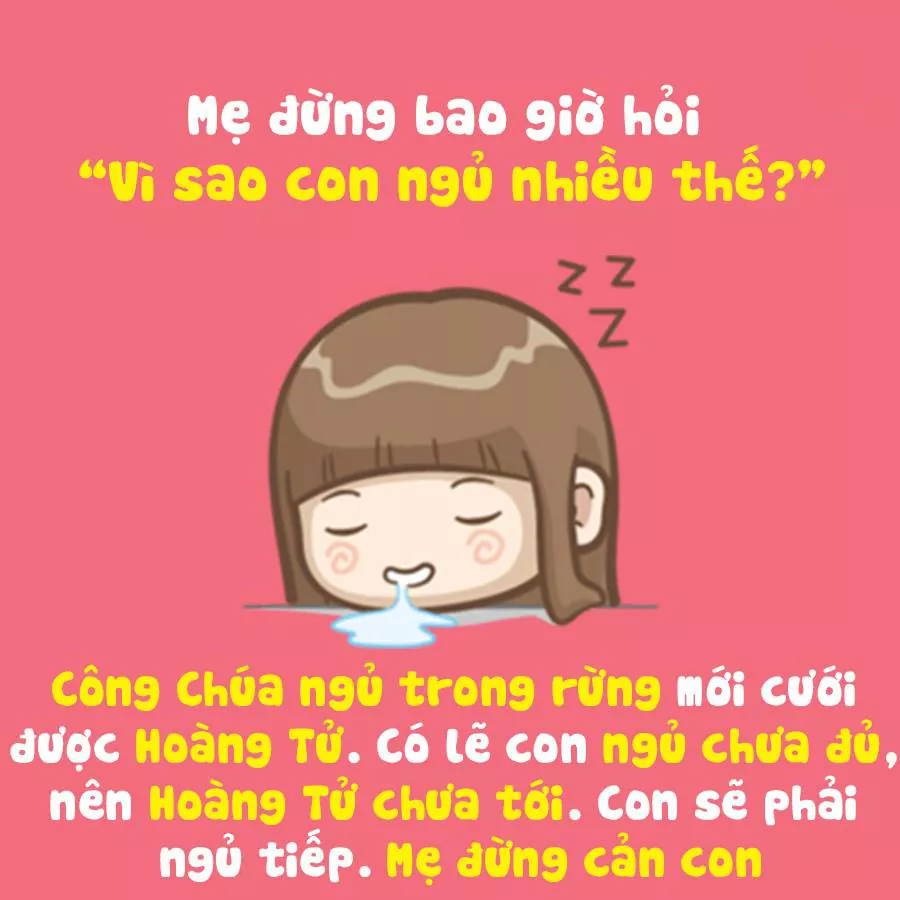 Mẹ đừng bao giờ hỏi
“Vì sao con ngủ nhiều thế?”
z z
z
Công Chúa ngủ trong rừng mới cưới
được Hoàng Tử. Có lẽ con ngủ chưa đủ,
nên Hoàng Tử chưa tới. Con sẽ phải
ngủ tiếp. Mẹ đừng cản con